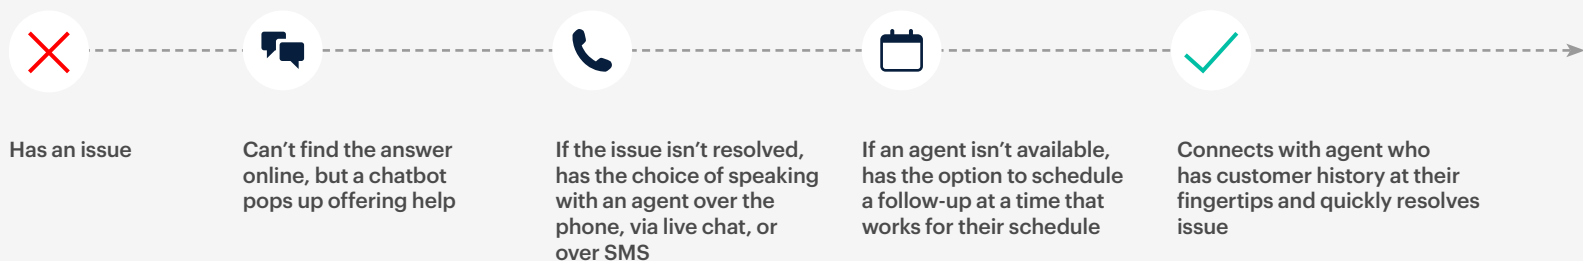 Has an issue
Can’t find the answer
online, but a chatbot
pops up offering help
If the issue isn’t resolved,
has the choice of speaking
with an agent over the
phone, via live chat, or
over SMS
If an agent isn’t available,
has the option to schedule
a follow-up at a time that
works for their schedule
Connects with agent who
has customer history at their
fingertips and quickly resolves
issue